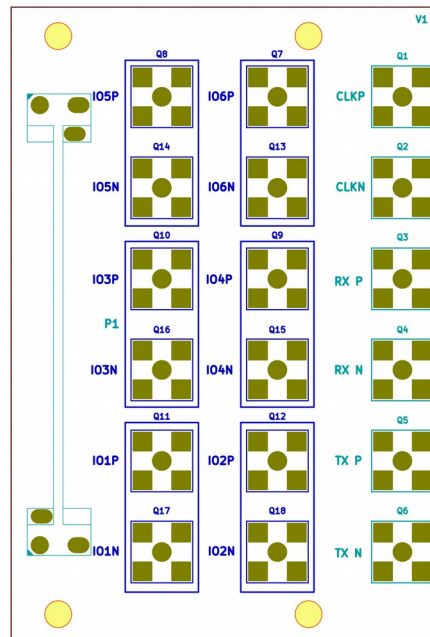 V1
Q8 Q7 Q1
IO5P IO6P CLKP
Q14 Q13 Q2
IO5N IO6N CLKN
Q10 Q9 Q3
IO3P IO4P RX P
P1
Q16 Q15 Q4
IO3N IO4N RX N
Q11 Q12 Q5
IO1P IO2P TX P
Q17 Q18 Q6
IO1N IO2N TX N